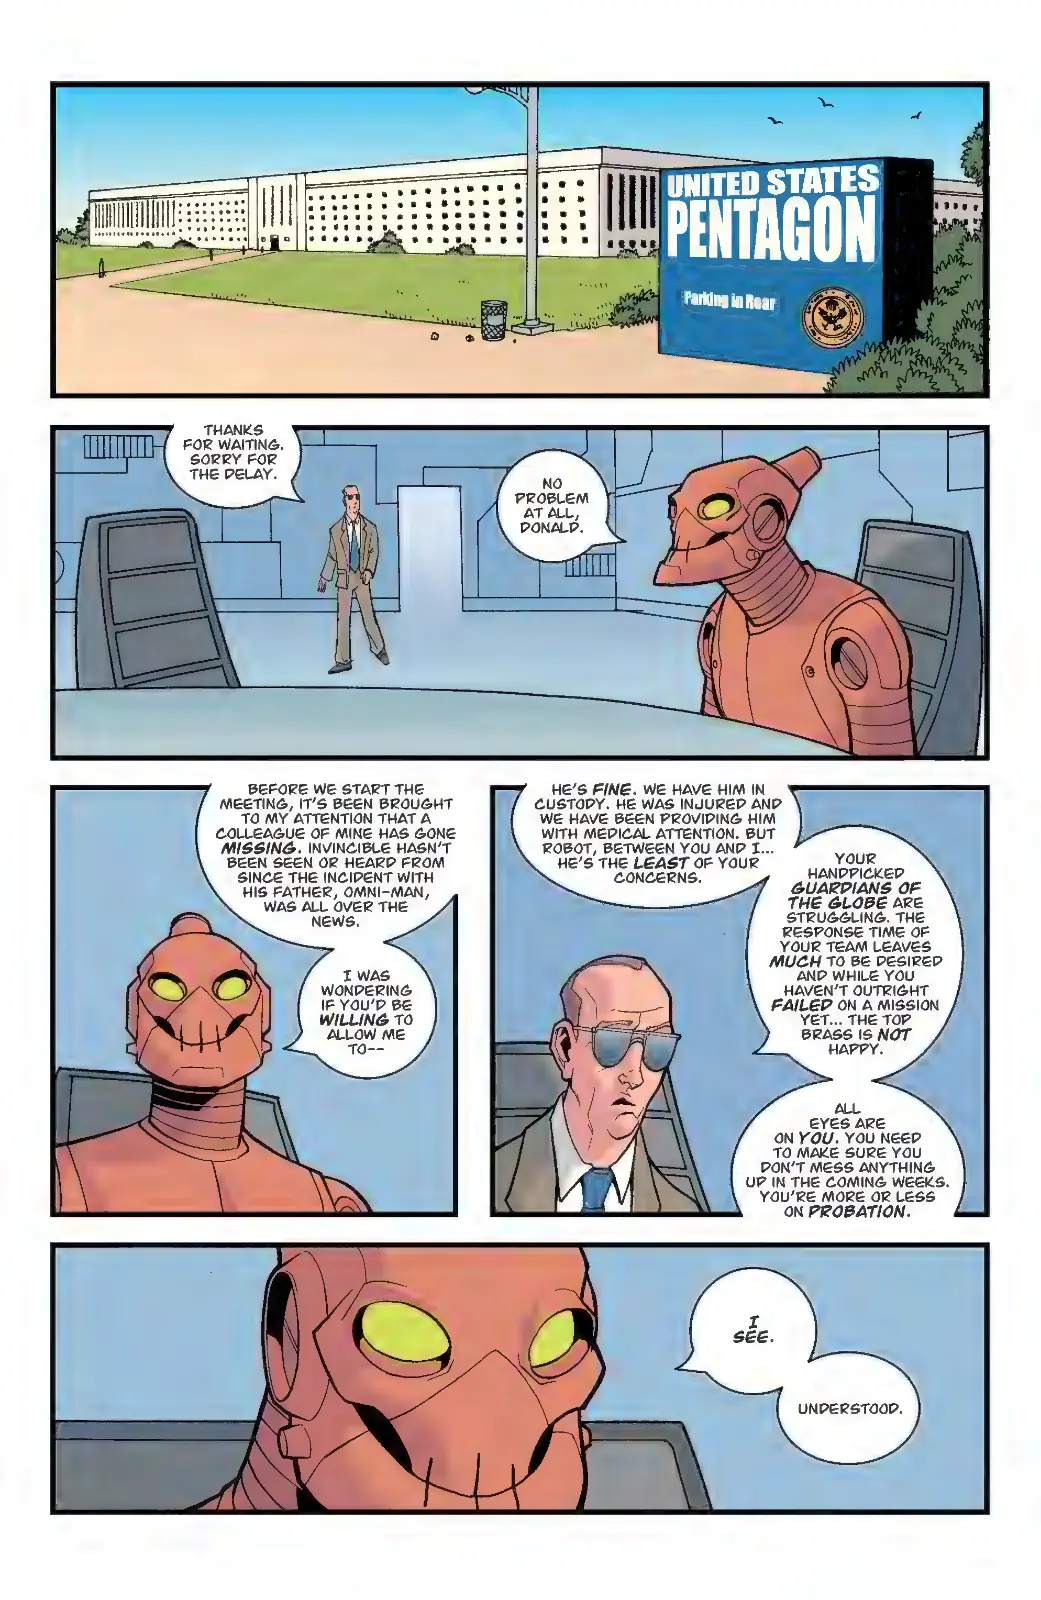 UNITED STATES
PENTAGON
Parking in Rear
THANKS
FOR WAITING.
SORRY FOR
THE DELAY.
NO
PROBLEM
AT ALL,
DONALD.
BEFORE WE START THE
MEETING, IT'S BEEN BROUGHT
TO MY ATTENTION THAT A
COLLEAGUE OF MINE HAS GONE
MISSING. INVINCIBLE HASN'T
BEEN SEEN OR HEARD FROM
SINCE THE INCIDENT WITH
HIS FATHER, OMNI-MAN,
WAS ALL OVER THE
NEWS.
I WAS
WONDERING
IF YOU'D BE
WILLING TO
ALLOW ME
TO--
HE'S FINE. WE HAVE HIM IN
CUSTODY. HE WAS INJURED AND
WE HAVE BEEN PROVIDING HIM
WITH MEDICAL ATTENTION. BUT
ROBOT, BETWEEN YOU AND I...
HE'S THE LEAST OF YOUR
CONCERNS.
YOUR
HANDPICKED
GUARDIANS OF
THE GLOBE ARE
STRUGGLING. THE
RESPONSE TIME OF
YOUR TEAM LEAVES
MUCH TO BE DESIRED
AND WHILE YOU
HAVEN'T OUTRIGHT
FAILED ON A MISSION
YET... THE TOP
BRASS IS NOT
HAPPY.
ALL
EYES ARE
ON YOU. YOU NEED
TO MAKE SURE YOU
DON'T MESS ANYTHING
UP IN THE COMING WEEKS.
YOU'RE MORE OR LESS
ON PROBATION.
I
SEE.
UNDERSTOOD.